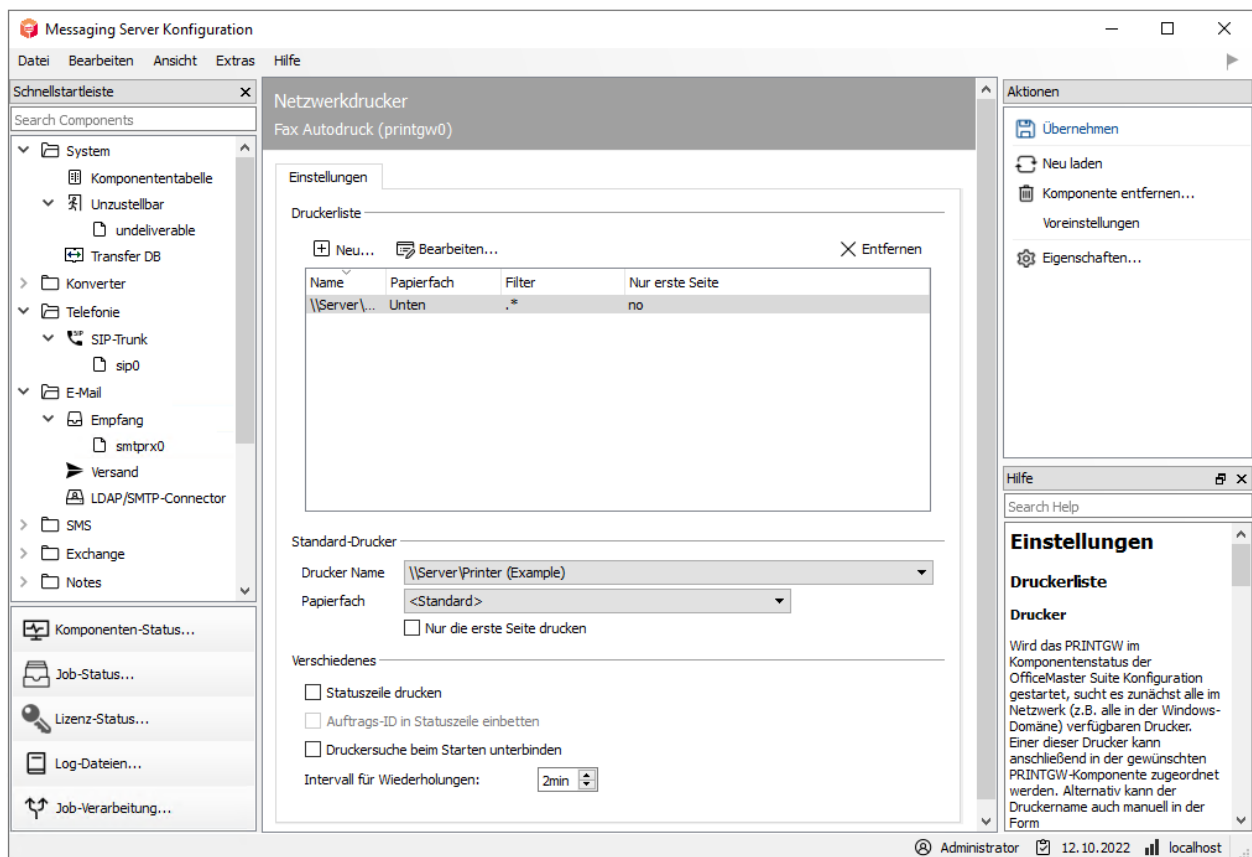 Messaging Server Konfiguration
Datei Bearbeiten Ansicht Extras Hilfe
Schnellstartleiste
Search Components
System
Komponententabelle
Unzustellbar
undeliverable
Transfer DB
Konverter
Telefonie
SIP-Trunk
sip0
E-Mail
Empfang
smtprx0
Versand
LDAP/SMTP-Connector
SMS
Exchange
Notes
Komponenten-Status...
Job-Status...
Lizenz-Status...
Log-Dateien...
Job-Verarbeitung...
Netzwerkdrucker
Fax Autodruck (printgw0)
Einstellungen
Druckerliste
Neu... Bearbeiten... Entfernen
Name Papierfach Filter Nur erste Seite
\\Server\... Unten .* no
Standard-Drucker
Drucker Name \\Server\Printer (Example)
Papierfach <Standard>
Nur die erste Seite drucken
Verschiedenes
Statuszeile drucken
Auftrags-ID in Statuszeile einbetten
Druckersuche beim Starten unterbinden
Intervall für Wiederholungen: 2min
Aktionen
Übernehmen
Neu laden
Komponente entfernen...
Voreinstellungen
Eigenschaften...
Hilfe
Search Help
Einstellungen
Druckerliste
Drucker
Wird das PRINTGW im
Komponentenstatus der
OfficeMaster Suite Konfiguration
gestartet, sucht es zunächst alle im
Netzwerk (z.B. alle in der Windows-
Domäne) verfügbaren Drucker.
Einer dieser Drucker kann
anschließend in der gewünschten
PRINTGW-Komponente zugeordnet
werden. Alternativ kann der
Druckername auch manuell in der
Form
Administrator 12.10.2022 localhost